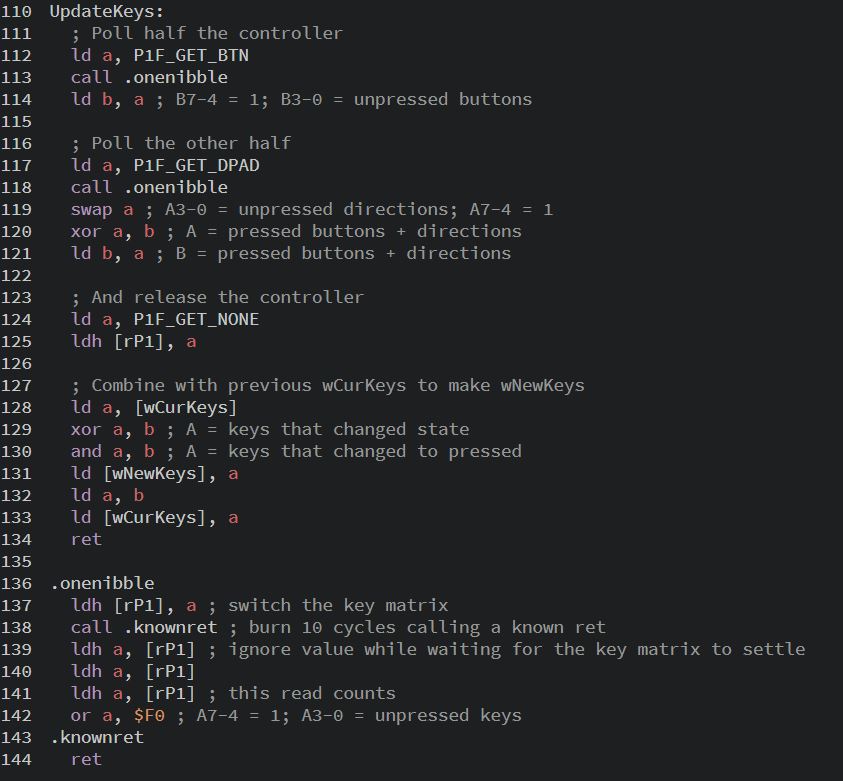 110 UpdateKeys:
111   ; Poll half the controller
112   ld a, P1F_GET_BTN
113   call .onenibble
114   ld b, a ; B7-4 = 1; B3-0 = unpressed buttons
115
116   ; Poll the other half
117   ld a, P1F_GET_DPAD
118   call .onenibble
119   swap a ; A3-0 = unpressed directions; A7-4 = 1
120   xor a, b ; A = pressed buttons + directions
121   ld b, a ; B = pressed buttons + directions
122
123   ; And release the controller
124   ld a, P1F_GET_NONE
125   ldh [rP1], a
126
127   ; Combine with previous wCurKeys to make wNewKeys
128   ld a, [wCurKeys]
129   xor a, b ; A = keys that changed state
130   and a, b ; A = keys that changed to pressed
131   ld [wNewKeys], a
132   ld a, b
133   ld [wCurKeys], a
134   ret
135
136 .onenibble
137   ldh [rP1], a ; switch the key matrix
138   call .knownret ; burn 10 cycles calling a known ret
139   ldh a, [rP1] ; ignore value while waiting for the key matrix to settle
140   ldh a, [rP1]
141   ldh a, [rP1] ; this read counts
142   or a, $F0 ; A7-4 = 1; A3-0 = unpressed keys
143 .knownret
144   ret